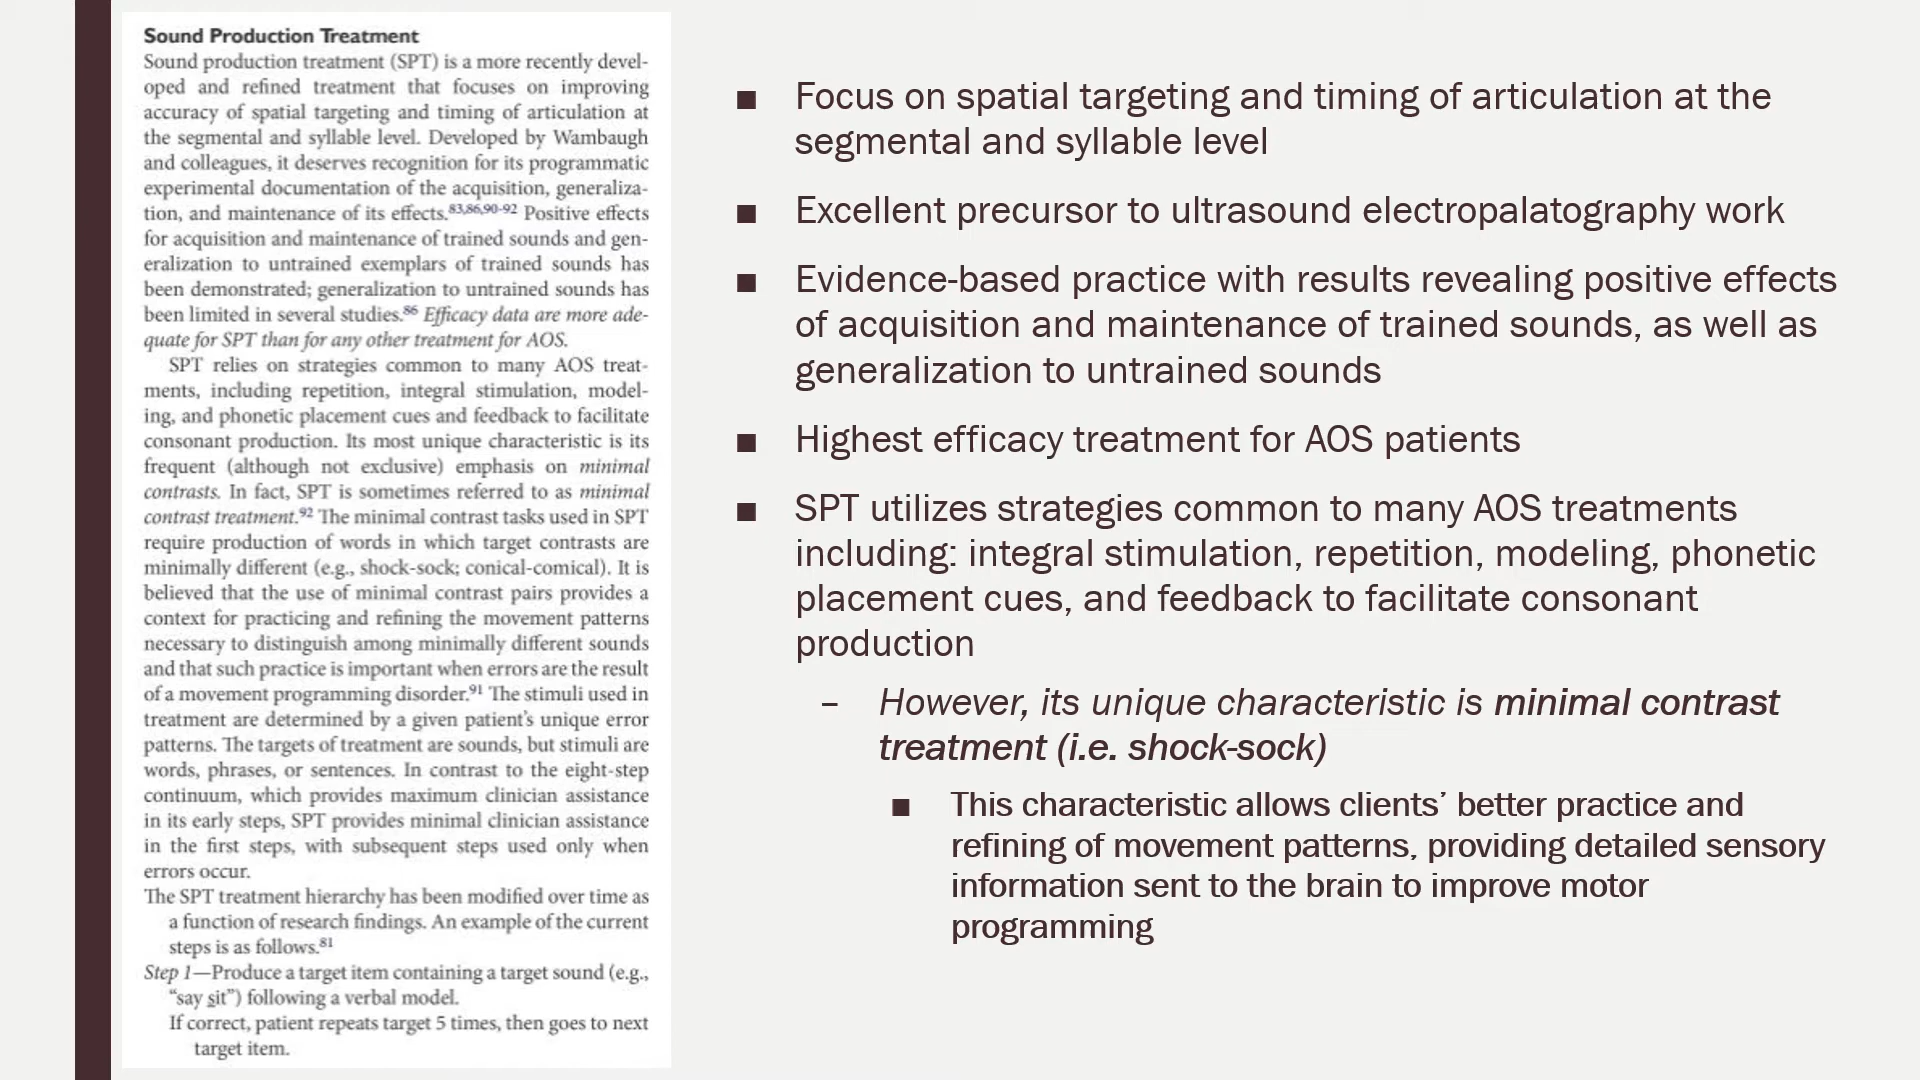 Sound Production Treatment
Sound production treatment (SPT) is a more recently devel-
oped and refined treatment that focuses on improving
accuracy of spatial targeting and timing of articulation at
the segmental and syllable level. Developed by Wambaugh
and colleagues, it deserves recognition for its programmatic
experimental documentation of the acquisition, generaliza-
tion, and maintenance of its effects.83,86,90-92 Positive effects
for acquisition and maintenance of trained sounds and gen-
eralization to untrained exemplars of trained sounds has
been demonstrated; generalization to untrained sounds has
been limited in several studies.86 Efficacy data are more ade-
quate for SPT than for any other treatment for AOS.
SPT relies on strategies common to many AOS treat-
ments, including repetition, integral stimulation, model-
ing, and phonetic placement cues and feedback to facilitate
consonant production. Its most unique characteristic is its
frequent (although not exclusive) emphasis on minimal
contrasts. In fact, SPT is sometimes referred to as minimal
contrast treatment.92 The minimal contrast tasks used in SPT
require production of words in which target contrasts are
minimally different (e.g., shock-sock; conical-comical). It is
believed that the use of minimal contrast pairs provides a
context for practicing and refining the movement patterns
necessary to distinguish among minimally different sounds
and that such practice is important when errors are the result
of a movement programming disorder.91 The stimuli used in
treatment are determined by a given patient's unique error
patterns. The targets of treatment are sounds, but stimuli are
words, phrases, or sentences. In contrast to the eight-step
continuum, which provides maximum clinician assistance
in its early steps, SPT provides minimal clinician assistance
in the first steps, with subsequent steps used only when
errors occur.
The SPT treatment hierarchy has been modified over time as
a function of research findings. An example of the current
steps is as follows.81
Step 1—Produce a target item containing a target sound (e.g.,
“say sit”) following a verbal model.
If correct, patient repeats target 5 times, then goes to next
target item.
■ Focus on spatial targeting and timing of articulation at the
segmental and syllable level
■ Excellent precursor to ultrasound electropalatography work
■ Evidence-based practice with results revealing positive effects
of acquisition and maintenance of trained sounds, as well as
generalization to untrained sounds
■ Highest efficacy treatment for AOS patients
■ SPT utilizes strategies common to many AOS treatments
including: integral stimulation, repetition, modeling, phonetic
placement cues, and feedback to facilitate consonant
production
– However, its unique characteristic is minimal contrast
treatment (i.e. shock-sock)
■ This characteristic allows clients’ better practice and
refining of movement patterns, providing detailed sensory
information sent to the brain to improve motor
programming